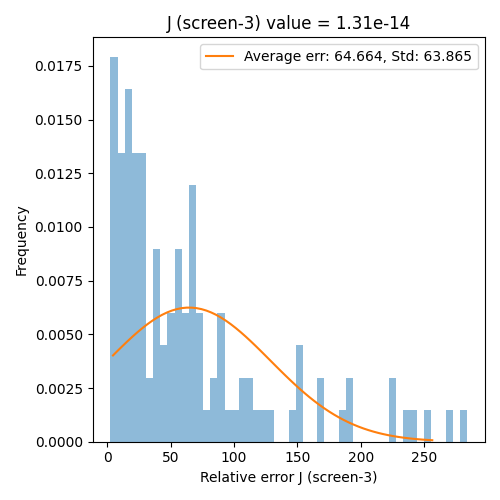 J (screen-3) value = 1.31e-14
Average err: 64.664, Std: 63.865
0.0175
0.0150
0.0125
0.0100
0.0075
0.0050
0.0025
0.0000
Frequency
0 50 100 150 200 250
Relative error J (screen-3)